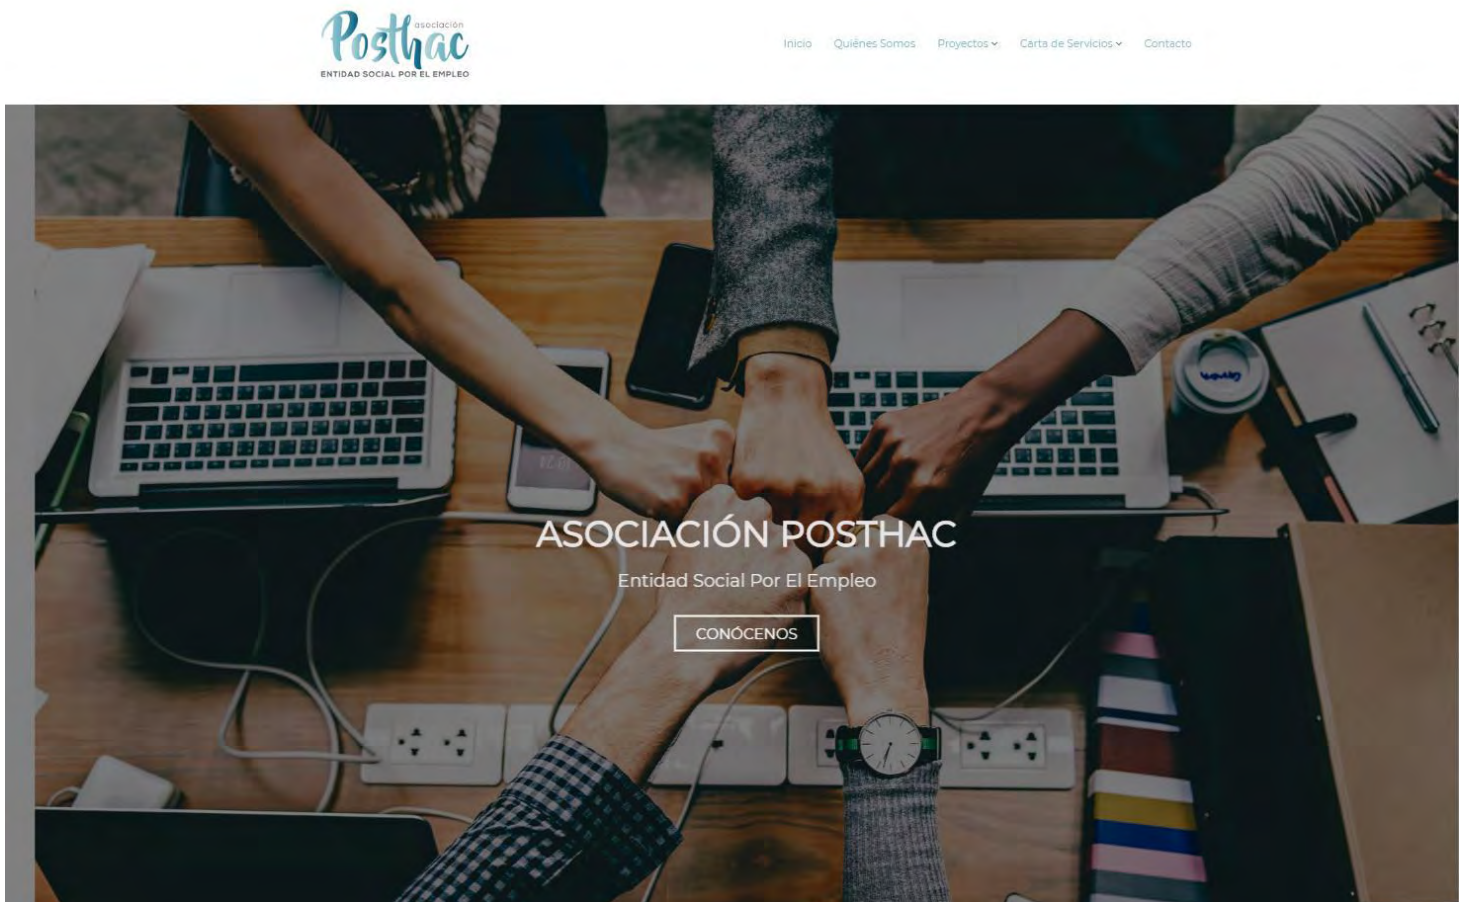 asociación
Posthac
ENTIDAD SOCIAL POR EL EMPLEO
Inicio Quiénes Somos Proyectos Carta de Servicios Contacto
ASOCIACIÓN POSTHAC
Entidad Social Por El Empleo
CONÓCENOS